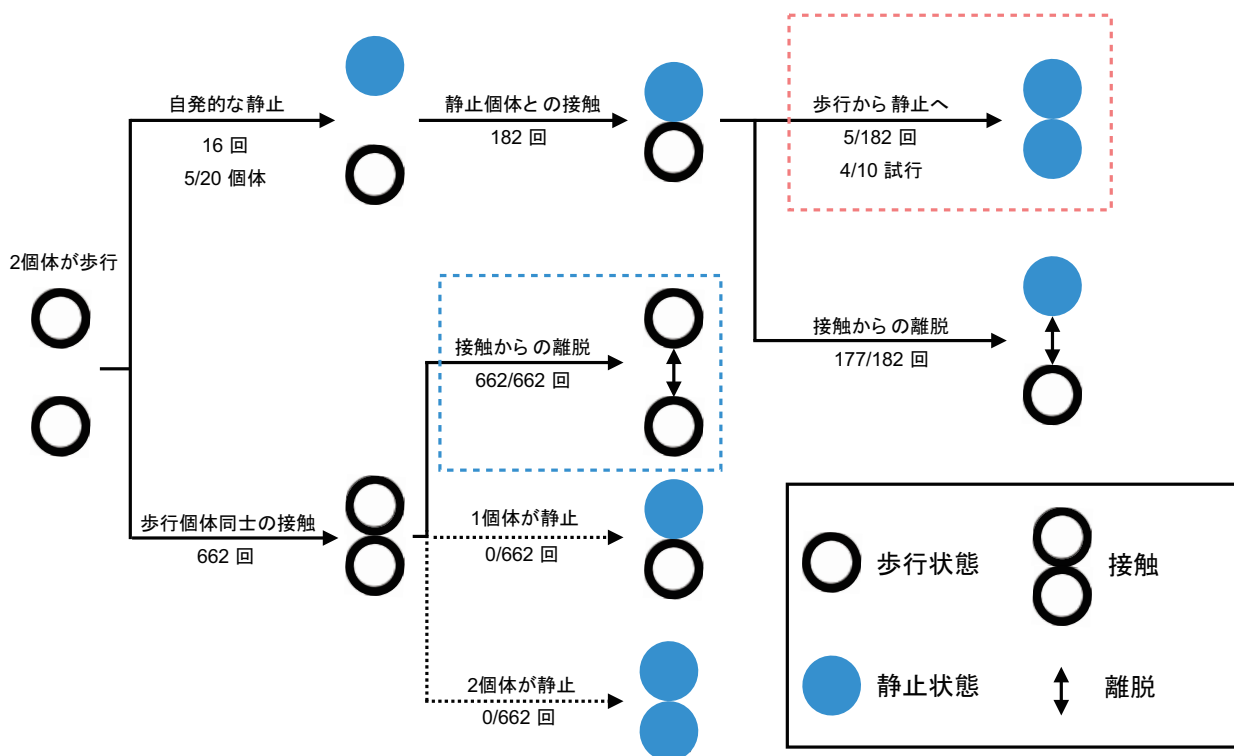 自発的な静止
16 回
5/20 個体
静止個体との接触
182 回
歩行から静止へ
5/182 回
4/10 試行
2個体が歩行
接触からの離脱
662/662 回
接触からの離脱
177/182 回
歩行個体同士の接触
662 回
1個体が静止
0/662 回
2個体が静止
0/662 回
歩行状態
接触
静止状態
離脱